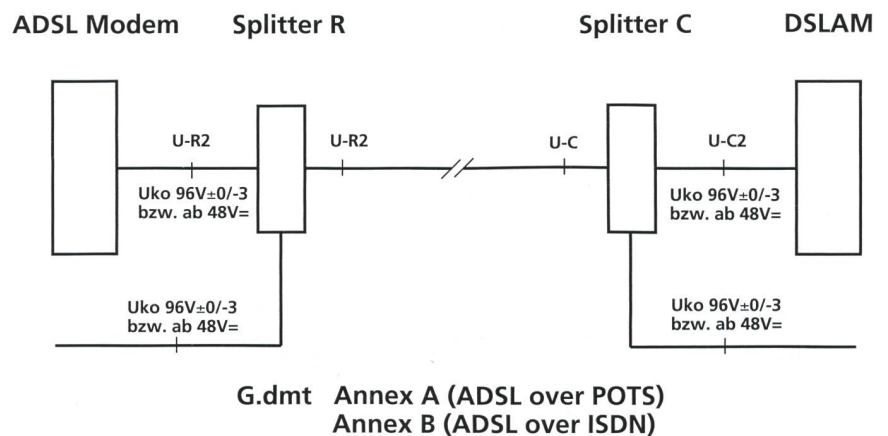 ADSL Modem Splitter R Splitter C DSLAM
U-R2 U-R2 U-C U-C2
Uko 96V±0/-3 Uko 96V±0/-3
bzw. ab 48V= bzw. ab 48V=
Uko 96V±0/-3 Uko 96V±0/-3
bzw. ab 48V= bzw. ab 48V=
G.dmt Annex A (ADSL over POTS)
Annex B (ADSL over ISDN)